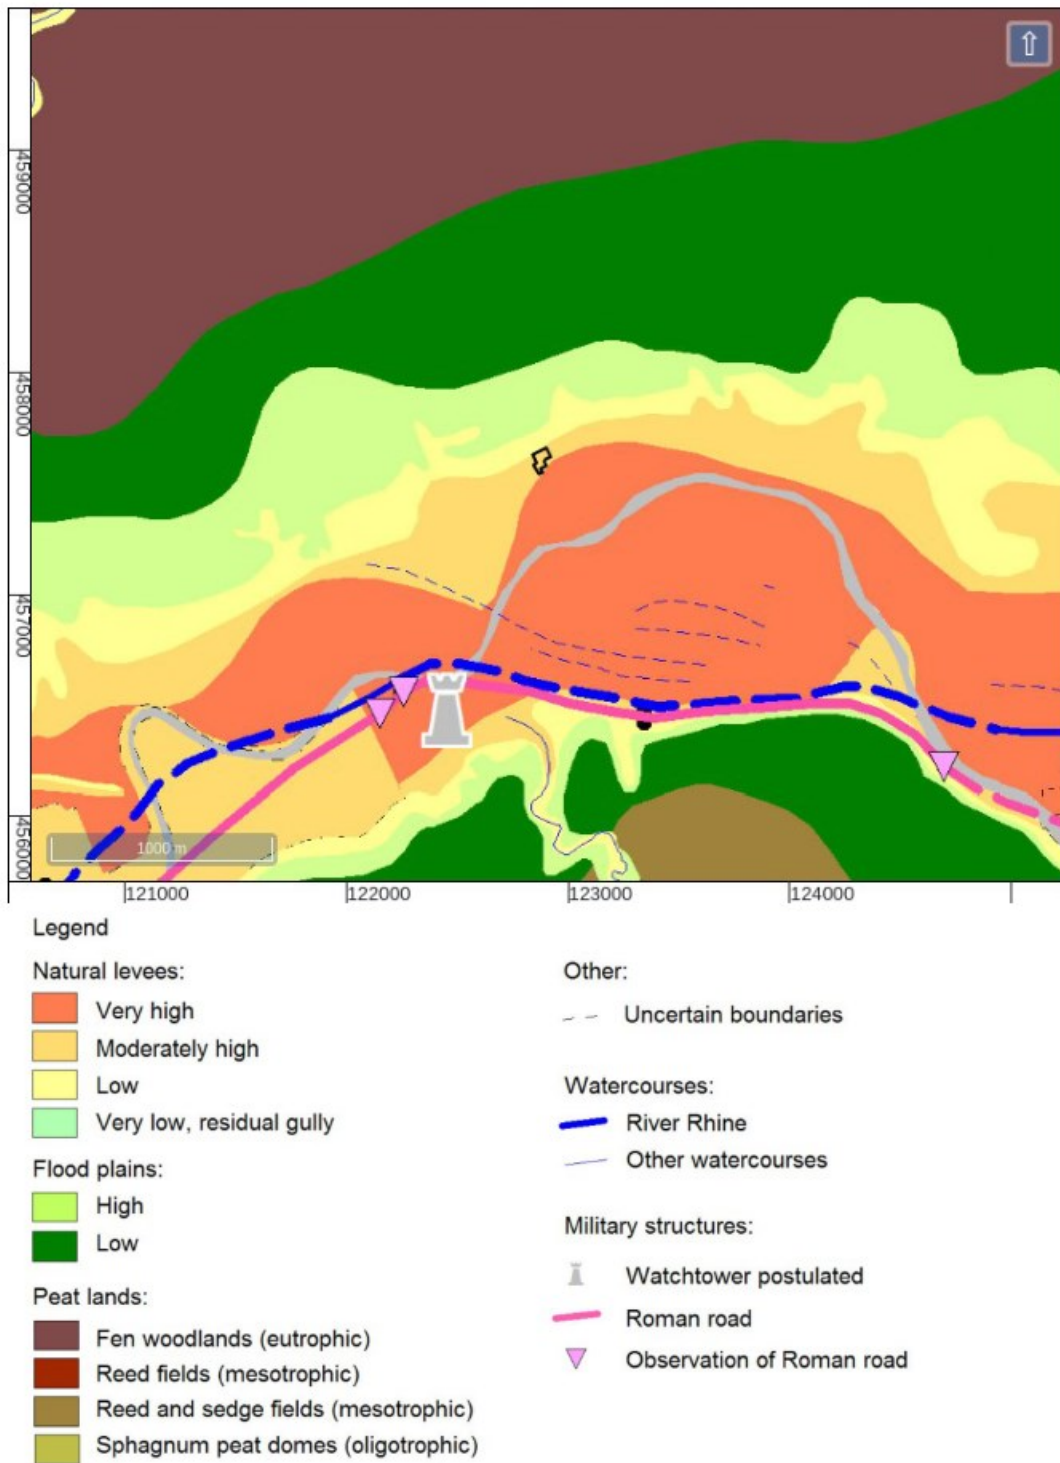 459000
458000
457000
456000
1000 m
121000
122000
123000
124000
Legend
Natural levees:
Very high
Moderately high
Low
Very low, residual gully
Flood plains:
High
Low
Peat lands:
Fen woodlands (eutrophic)
Reed fields (mesotrophic)
Reed and sedge fields (mesotrophic)
Sphagnum peat domes (oligotrophic)
Other:
Uncertain boundaries
Watercourses:
River Rhine
Other watercourses
Military structures:
Watchtower postulated
Roman road
Observation of Roman road